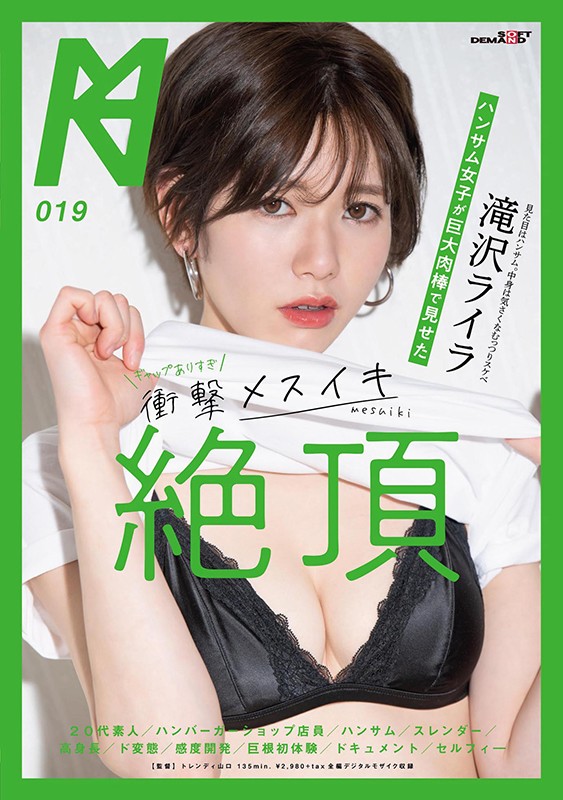 SOFT
ON
DEMAND
019
見た目はハンサム。中身は気さくなむっつりスケベ
滝沢ライラ
ハンサム女子が巨大肉棒で見せた
ギャップありすぎ
衝撃メスイキ
mesuiki
絶頂
20代素人／ハンバーガーショップ店員／ハンサム／スレンダー／
高身長／ド変態／感度開発／巨根初体験／ドキュメント／セルフィ―
【監督】トレンディ山口 135min. ¥2,980+tax 全編デジタルモザイク収録